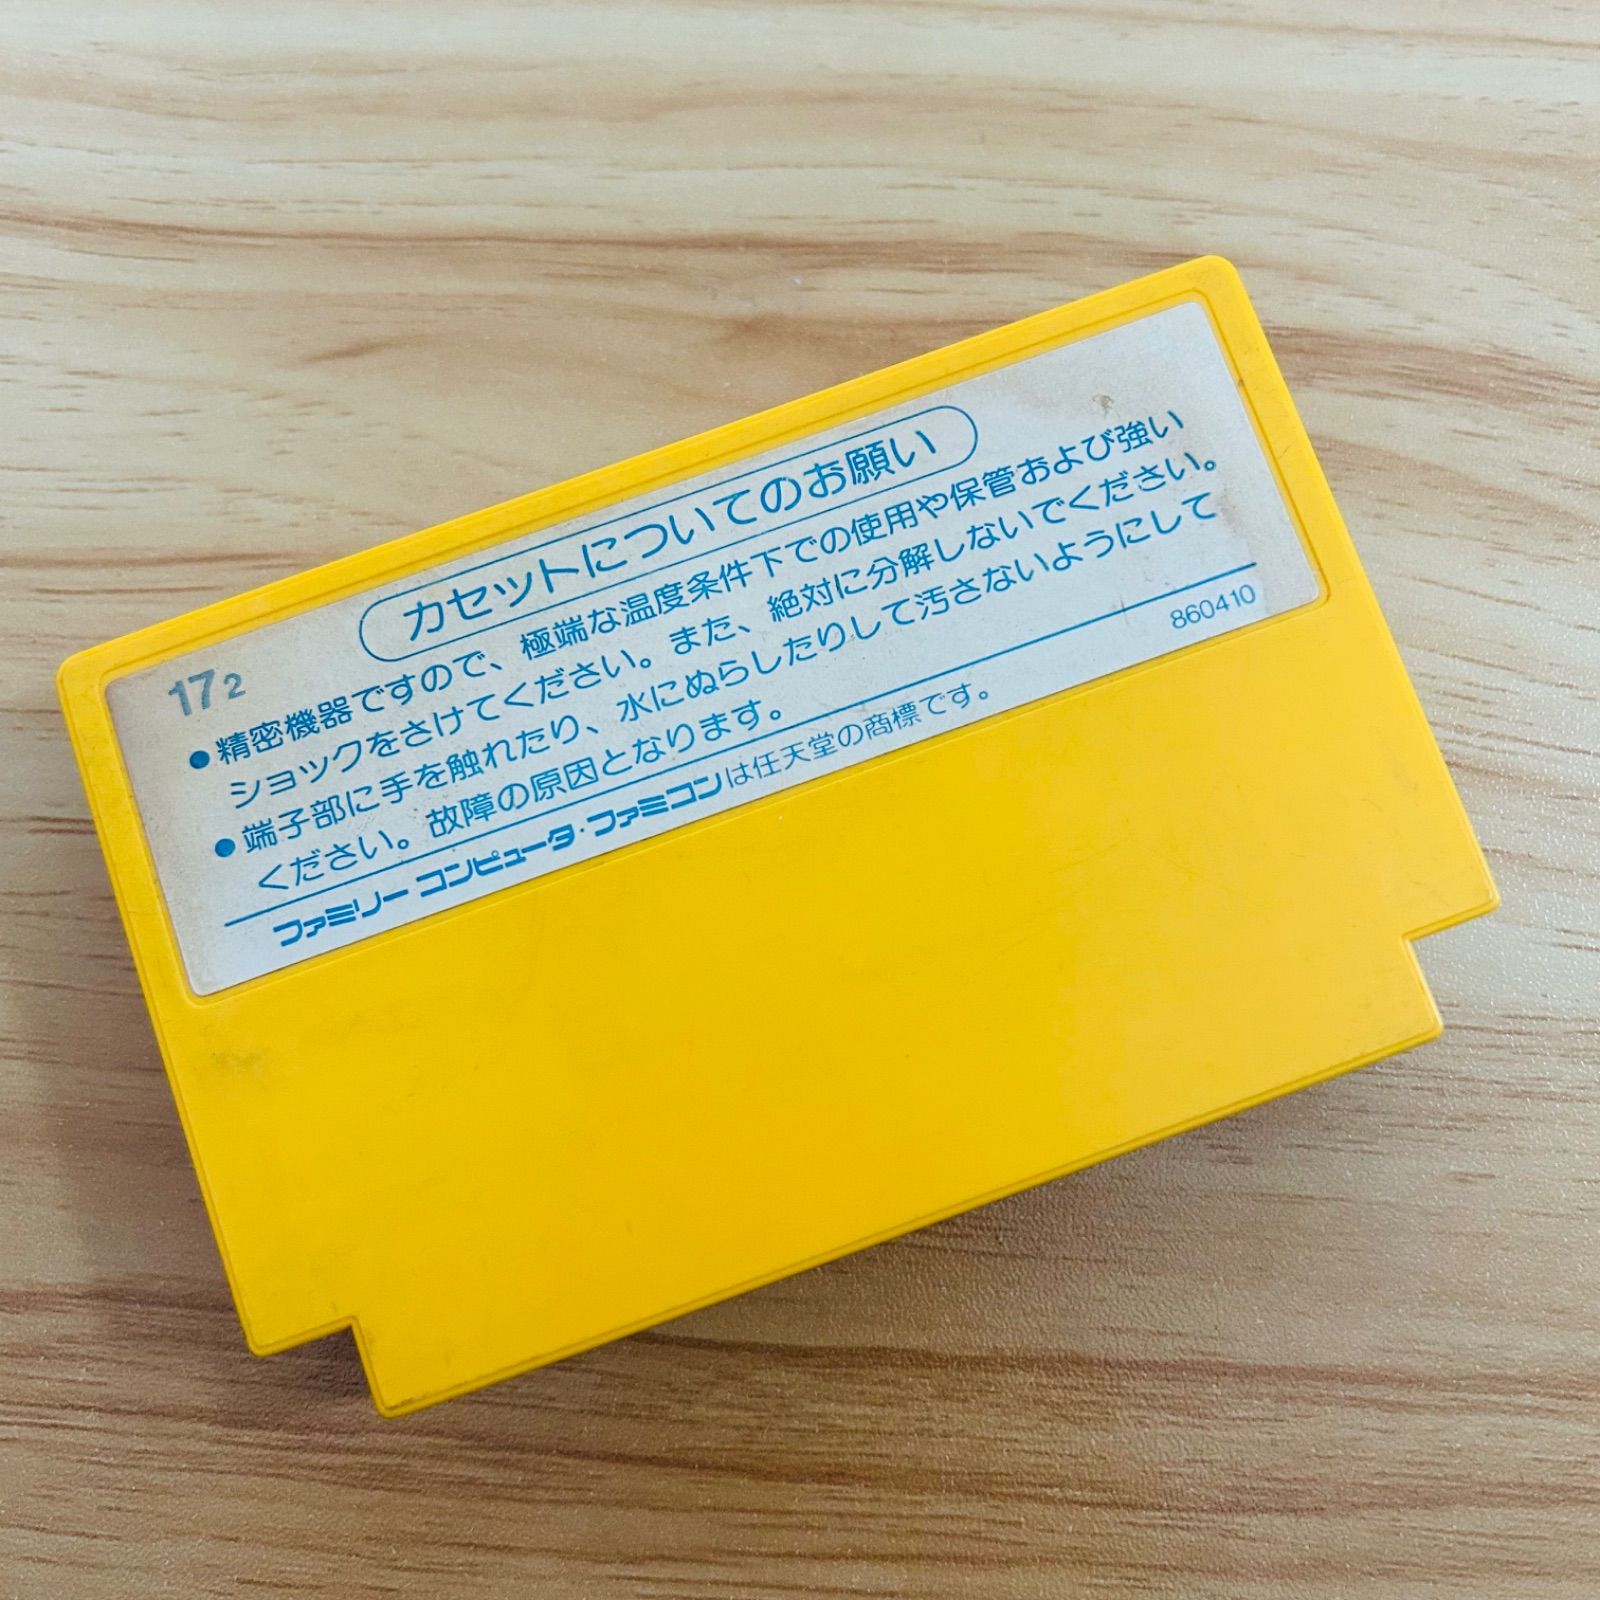 カセットについてのお願い
172
●精密機器ですので、極端な温度条件下での使用や保管および強い
ショックをさけてください。また、絶対に分解しないでください。
●端子部に手を触れたり、水にぬらしたりして汚さないようにして
ください。故障の原因となります。
ファミリーコンピュータ・ファミコンは任天堂の商標です。
860410